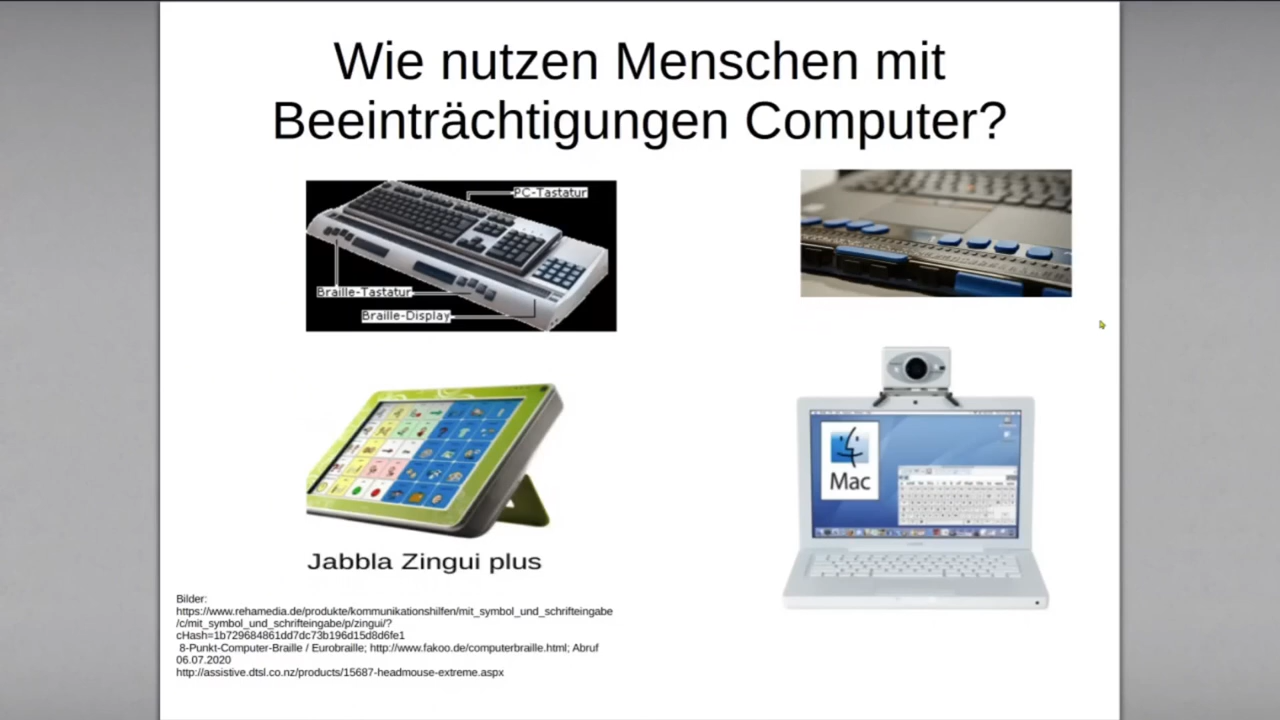 Wie nutzen Menschen mit
Beeinträchtigungen Computer?
PC-Tastatur
Braille-Tastatur
Braille-Display
Mac
Jabbla Zingui plus
Bilder:
https://www.rehamedia.de/produkte/kommunikationshilfen/mit_symbol_und_schrifteingabe
/c/mit_symbol_und_schrifteingabe/p/zingui/?
cHash=1b729684861dd7dc73b196d15d8d6fe1
8-Punkt-Computer-Braille / Eurobraille; http://www.fakoo.de/computerbraille.html; Abruf
06.07.2020
http://assistive.dtsl.co.nz/products/15687-headmouse-extreme.aspx